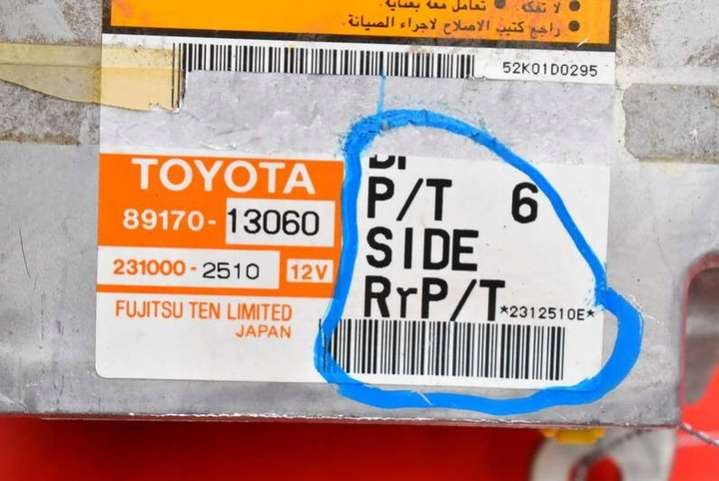 ● لا تفكه. ● تعامل معه بعناية.
● راجع كتيب الاصلاح لاجراء الصيانة.
52K01D0295
TOYOTA
89170-13060
231000-2510 12V
FUJITSU TEN LIMITED
JAPAN
P/T 6
SIDE
RrP/T *2312510E*